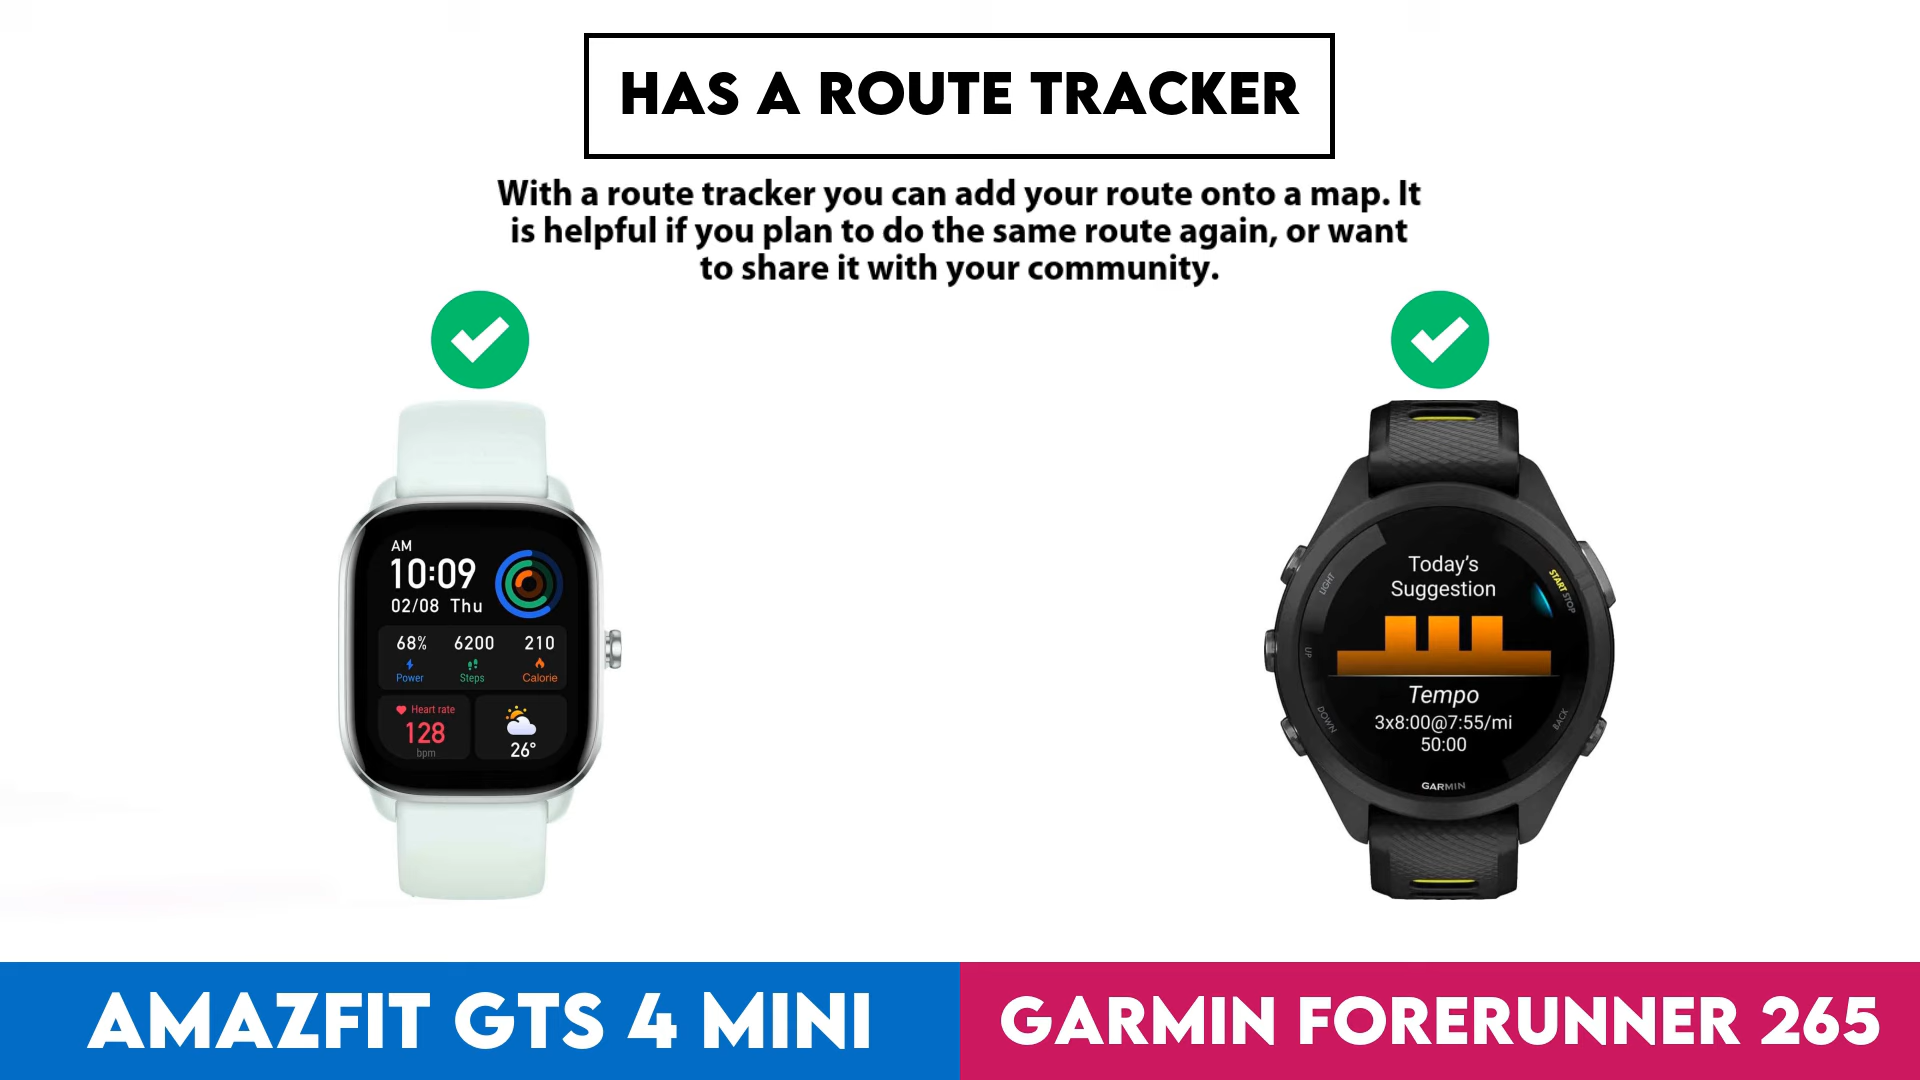 HAS A ROUTE TRACKER
With a route tracker you can add your route onto a map. It
is helpful if you plan to do the same route again, or want
to share it with your community.
AM
10:09
02/08 Thu
68% 6200 210
Power Steps Calorie
Heart rate
128
bpm
26°
LIGHT
UP
DOWN
START STOP
BACK
Today's
Suggestion
Tempo
3x8:00@7:55/mi
50:00
GARMIN
AMAZFIT GTS 4 MINI
GARMIN FORERUNNER 265